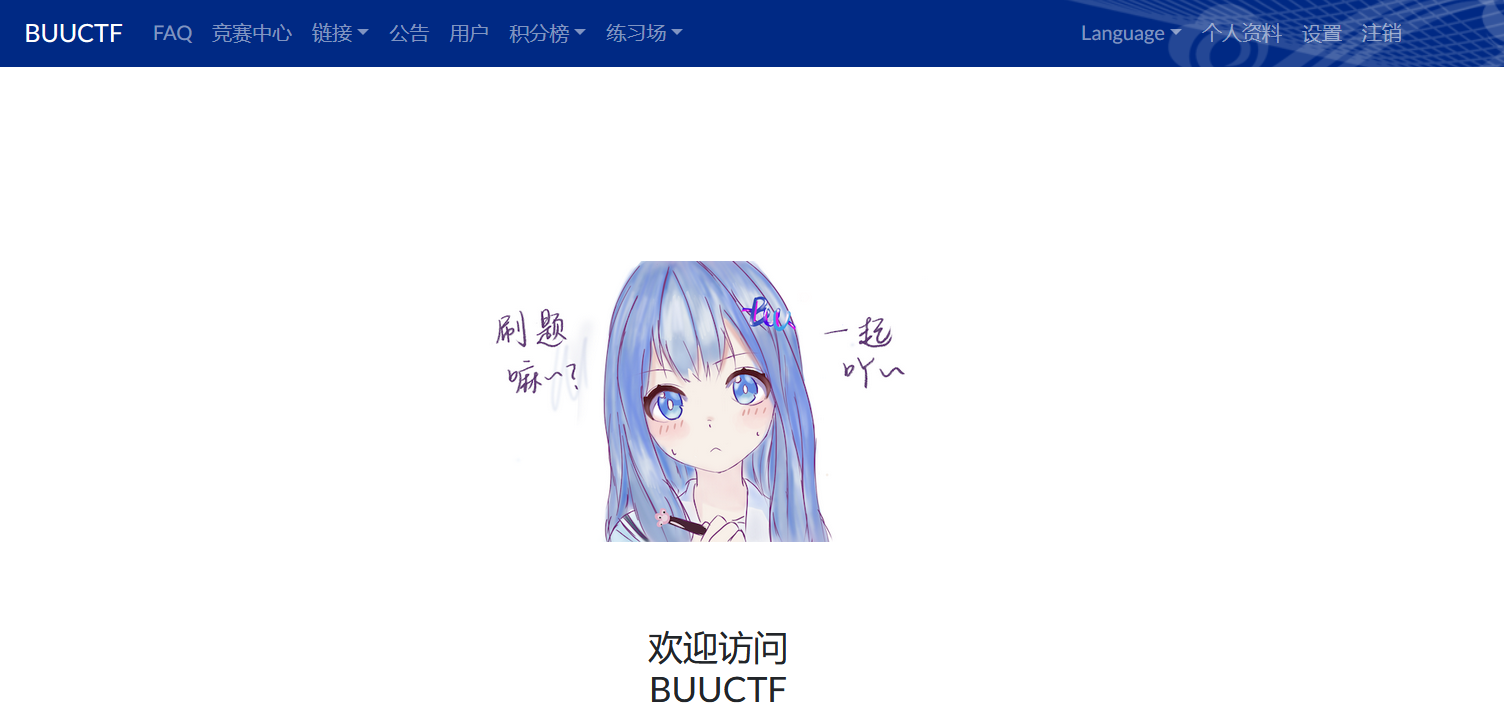 BUUCTF FAQ 竞赛中心 链接 公告 用户 积分榜 练习场 Language 个人资料 设置 注销
刷题
嘛~?
一起
吖~
欢迎访问
BUUCTF